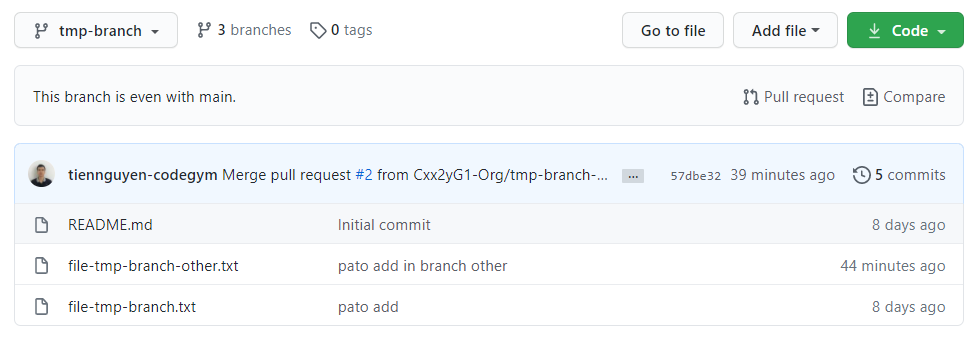 tmp-branch 3 branches 0 tags Go to file Add file Code
This branch is even with main. Pull request Compare
tiennguyen-codegym Merge pull request #2 from Cxx2yG1-Org/tmp-branch-... ... 57dbe32 39 minutes ago 5 commits
README.md Initial commit 8 days ago
file-tmp-branch-other.txt pato add in branch other 44 minutes ago
file-tmp-branch.txt pato add 8 days ago